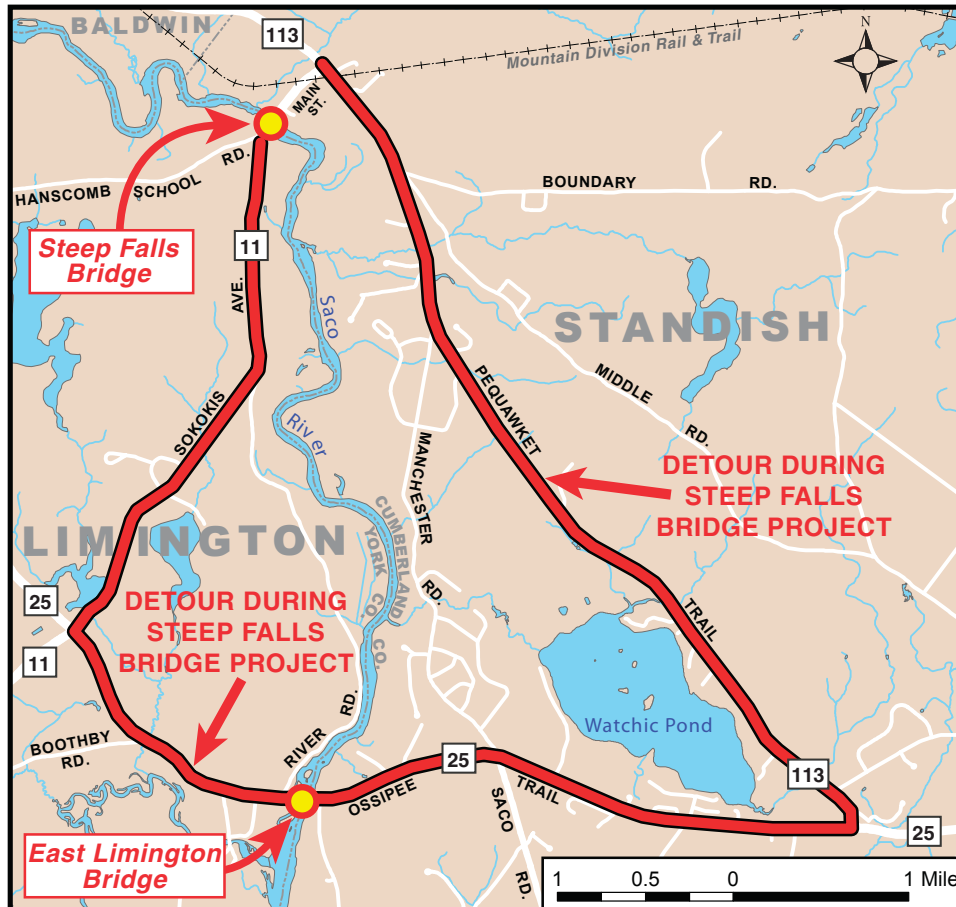 BALDWIN
113
N
Mountain Division Rail & Trail
MAIN
ST.
HANSCOMB SCHOOL RD.
BOUNDARY RD.
Steep Falls
Bridge
11
AVE.
Saco
STANDISH
SOKOKIS
PEQUAWKET
MIDDLE
RD.
River
MANCHESTER
DETOUR DURING
STEEP FALLS
BRIDGE PROJECT
LIMINGTON
CUMBERLAND CO.
YORK CO.
25
DETOUR DURING
STEEP FALLS
BRIDGE PROJECT
RD.
TRAIL
11
BOOTHBY
RD.
RIVER RD.
Watchic Pond
25
113
OSSIPEE
TRAIL
SACO
RD.
25
East Limington
Bridge
1 0.5 0 1 Mile